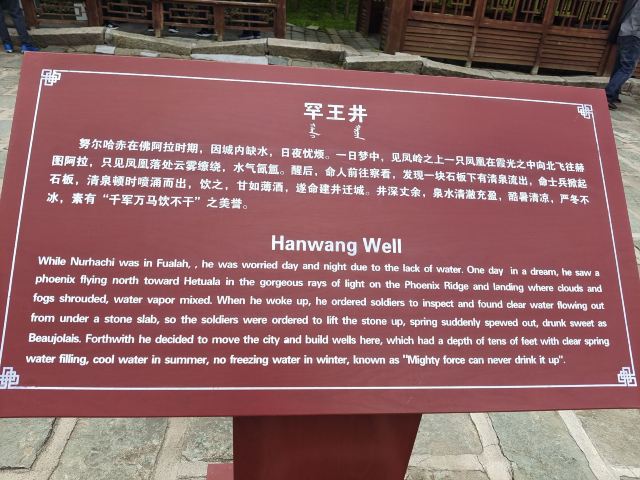 罕王井
努尔哈赤在佛阿拉时期，因城内缺水，日夜忧烦。一日梦中，见凤岭之上一只凤凰在霞光之中向北飞往赫
图阿拉，只见凤凰落处云雾缭绕，水气氤氲。醒后，命人前往察看，发现一块石板下有清泉流出，命士兵掀起
石板，清泉顿时喷涌而出，饮之，甘如薄酒，遂命建井迁城。井深丈余，泉水清澈充盈，酷暑清凉，严冬不
冰，素有“千军万马饮不干”之美誉。
Hanwang Well
While Nurhachi was in Fualah, , he was worried day and night due to the lack of water. One day in a dream, he saw a
phoenix flying north toward Hetuala in the gorgeous rays of light on the Phoenix Ridge and landing where clouds and
fogs shrouded, water vapor mixed. When he woke up, he ordered soldiers to inspect and found clear water flowing out
from under a stone slab, so the soldiers were ordered to lift the stone up, spring suddenly spewed out, drunk sweet as
Beaujolais. Forthwith he decided to move the city and build wells here, which had a depth of tens of feet with clear spring
water filling, cool water in summer, no freezing water in winter, known as "Mighty force can never drink it up".